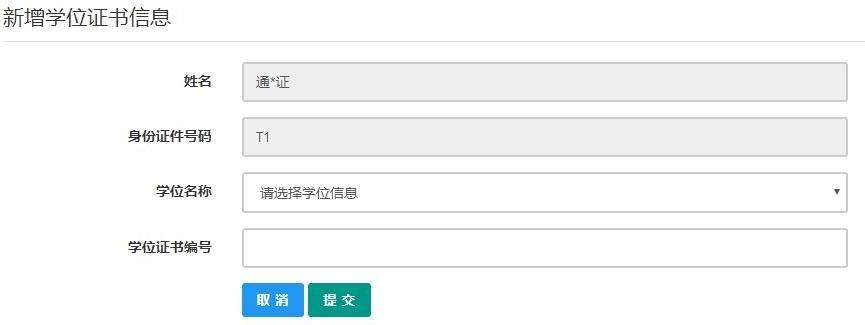 新增学位证书信息
姓名 通*证
身份证件号码 T1
学位名称 请选择学位信息
学位证书编号
取 消 提 交